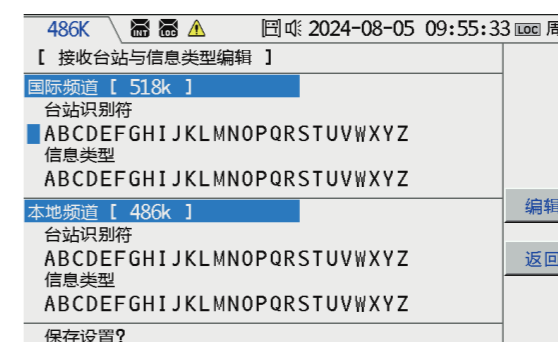 486K INT LOC 2024-08-05 09:55:33 LOC 周
[ 接收台站与信息类型编辑 ]
国际频道 [ 518k ]
台站识别符
ABCDEFGHIJKLMNOPQRSTUVWXYZ
信息类型
ABCDEFGHIJKLMNOPQRSTUVWXYZ
编辑
本地频道 [ 486k ]
台站识别符
ABCDEFGHIJKLMNOPQRSTUVWXYZ
返回
信息类型
ABCDEFGHIJKLMNOPQRSTUVWXYZ
保存设置?